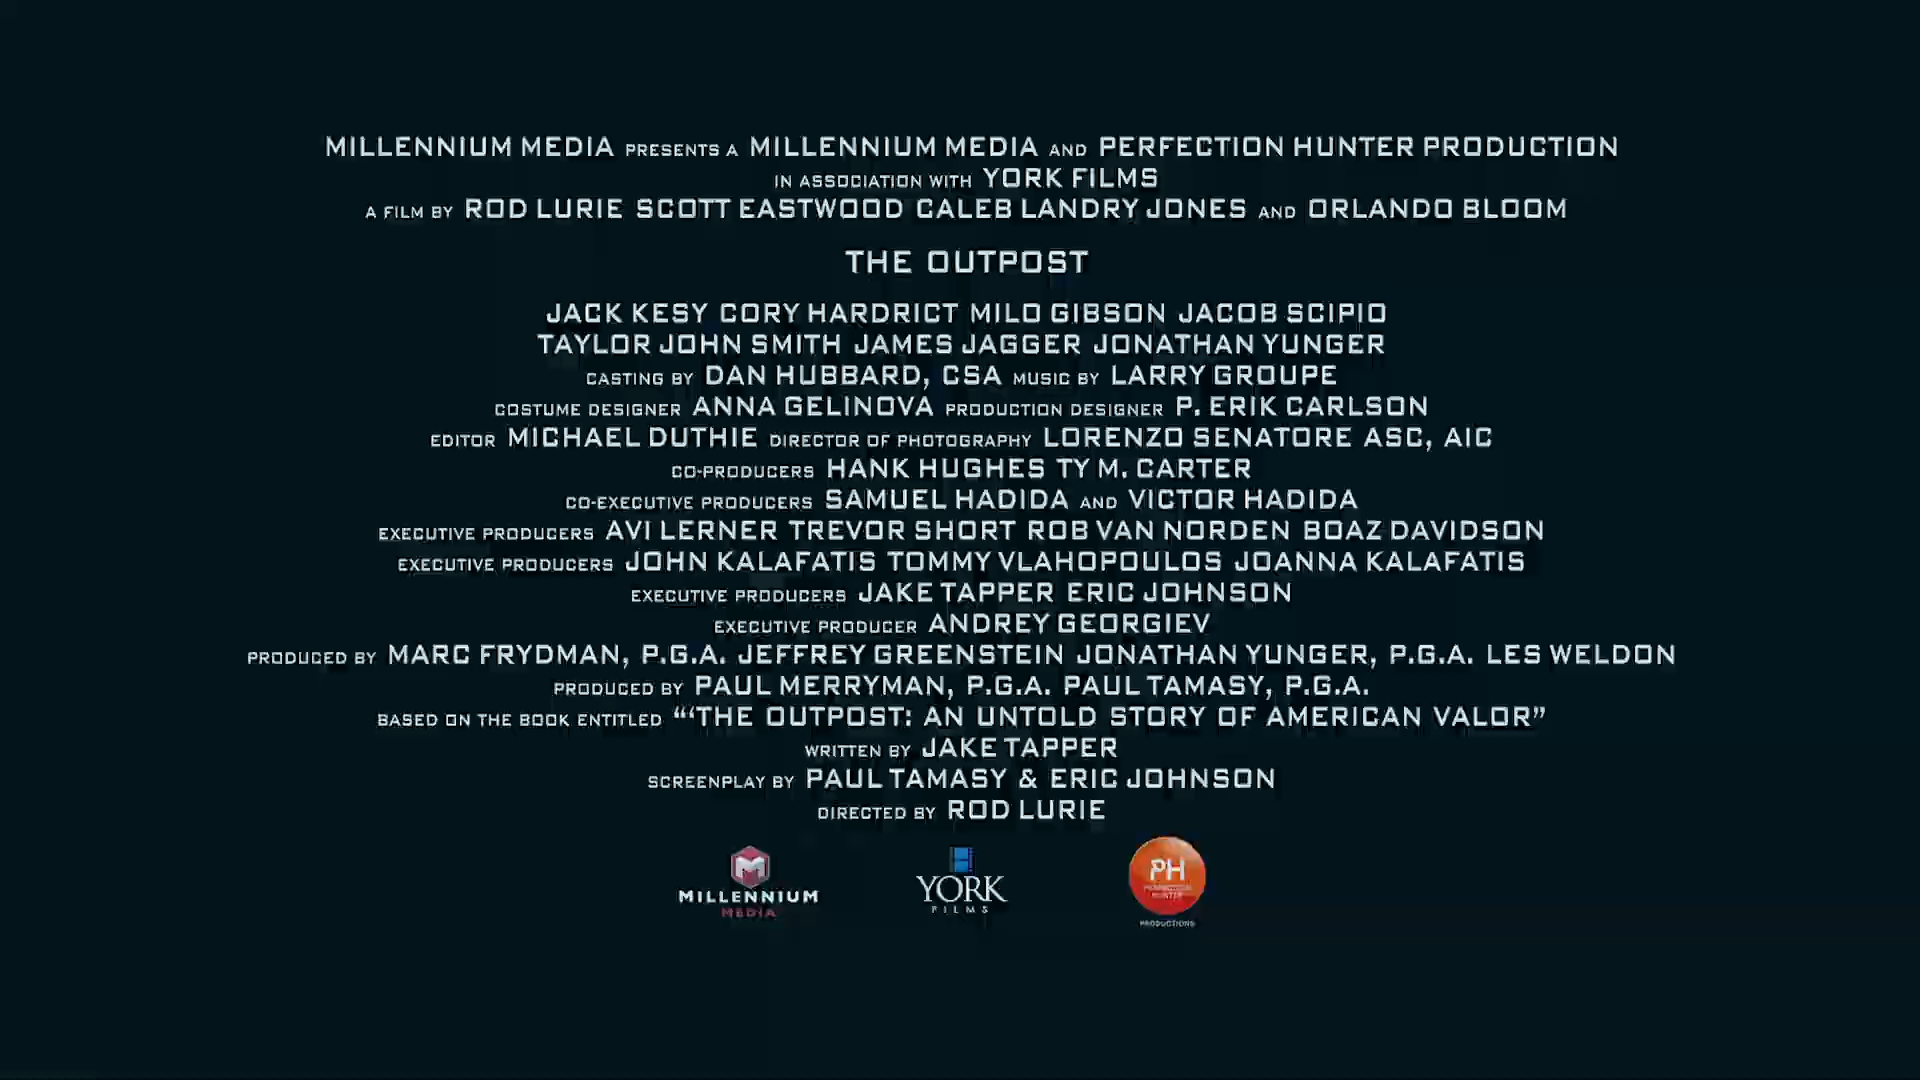 MILLENNIUM MEDIA PRESENTS A MILLENNIUM MEDIA AND PERFECTION HUNTER PRODUCTION
IN ASSOCIATION WITH YORK FILMS
A FILM BY ROD LURIE SCOTT EASTWOOD CALEB LANDRY JONES AND ORLANDO BLOOM
THE OUTPOST
JACK KESY CORY HARDRICT MILO GIBSON JACOB SCIPIO
TAYLOR JOHN SMITH JAMES JAGGER JONATHAN YUNGER
CASTING BY DAN HUBBARD, CSA MUSIC BY LARRY GROUPE
COSTUME DESIGNER ANNA GELINOVA PRODUCTION DESIGNER P. ERIK CARLSON
EDITOR MICHAEL DUTHIE DIRECTOR OF PHOTOGRAPHY LORENZO SENATORE ASC, AIC
CO-PRODUCERS HANK HUGHES TY M. CARTER
CO-EXECUTIVE PRODUCERS SAMUEL HADIDA AND VICTOR HADIDA
EXECUTIVE PRODUCERS AVI LERNER TREVOR SHORT ROB VAN NORDEN BOAZ DAVIDSON
EXECUTIVE PRODUCERS JOHN KALAFATIS TOMMY VLAHOPOULOS JOANNA KALAFATIS
EXECUTIVE PRODUCERS JAKE TAPPER ERIC JOHNSON
EXECUTIVE PRODUCER ANDREY GEORGIEV
PRODUCED BY MARC FRYDMAN, P.G.A. JEFFREY GREENSTEIN JONATHAN YUNGER, P.G.A. LES WELDON
PRODUCED BY PAUL MERRYMAN, P.G.A. PAUL TAMASY, P.G.A.
BASED ON THE BOOK ENTITLED “‘THE OUTPOST: AN UNTOLD STORY OF AMERICAN VALOR”
WRITTEN BY JAKE TAPPER
SCREENPLAY BY PAUL TAMASY & ERIC JOHNSON
DIRECTED BY ROD LURIE
M
MILLENNIUM
MEDIA
YORK
FILMS
PH
PERFECTION
HUNTER
PRODUCTIONS